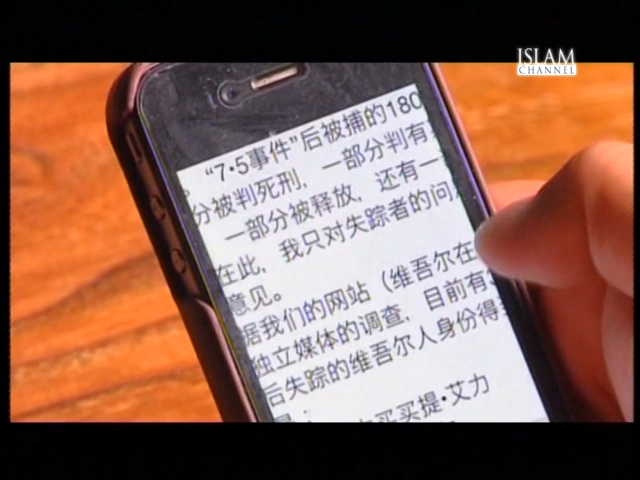 ISLAM
CHANNEL
“7•5事件”后被捕的180
分被判死刑，一部分判有
一部分被释放，还有一
在此，我只对失踪者的问
意见。
据我们的网站（维吾尔在
独立媒体的调查，目前有
后失踪的维吾尔人身份得
买买提•艾力